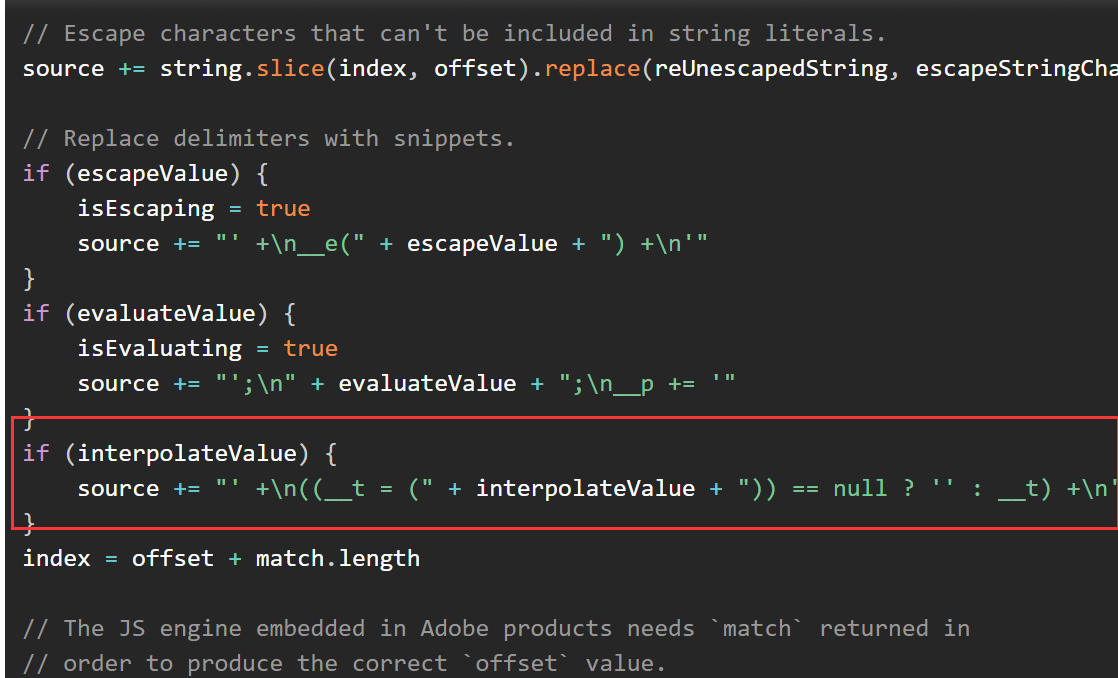 // Escape characters that can't be included in string literals.
source += string.slice(index, offset).replace(reUnescapedString, escapeStringCha
// Replace delimiters with snippets.
if (escapeValue) {
    isEscaping = true
    source += "' +\n__e(" + escapeValue + ") +\n'"
}
if (evaluateValue) {
    isEvaluating = true
    source += "';\n" + evaluateValue + ";\n__p += '"
}
if (interpolateValue) {
    source += "' +\n((__t = (" + interpolateValue + ")) == null ? '' : __t) +\n'
}
index = offset + match.length
// The JS engine embedded in Adobe products needs `match` returned in
// order to produce the correct `offset` value.